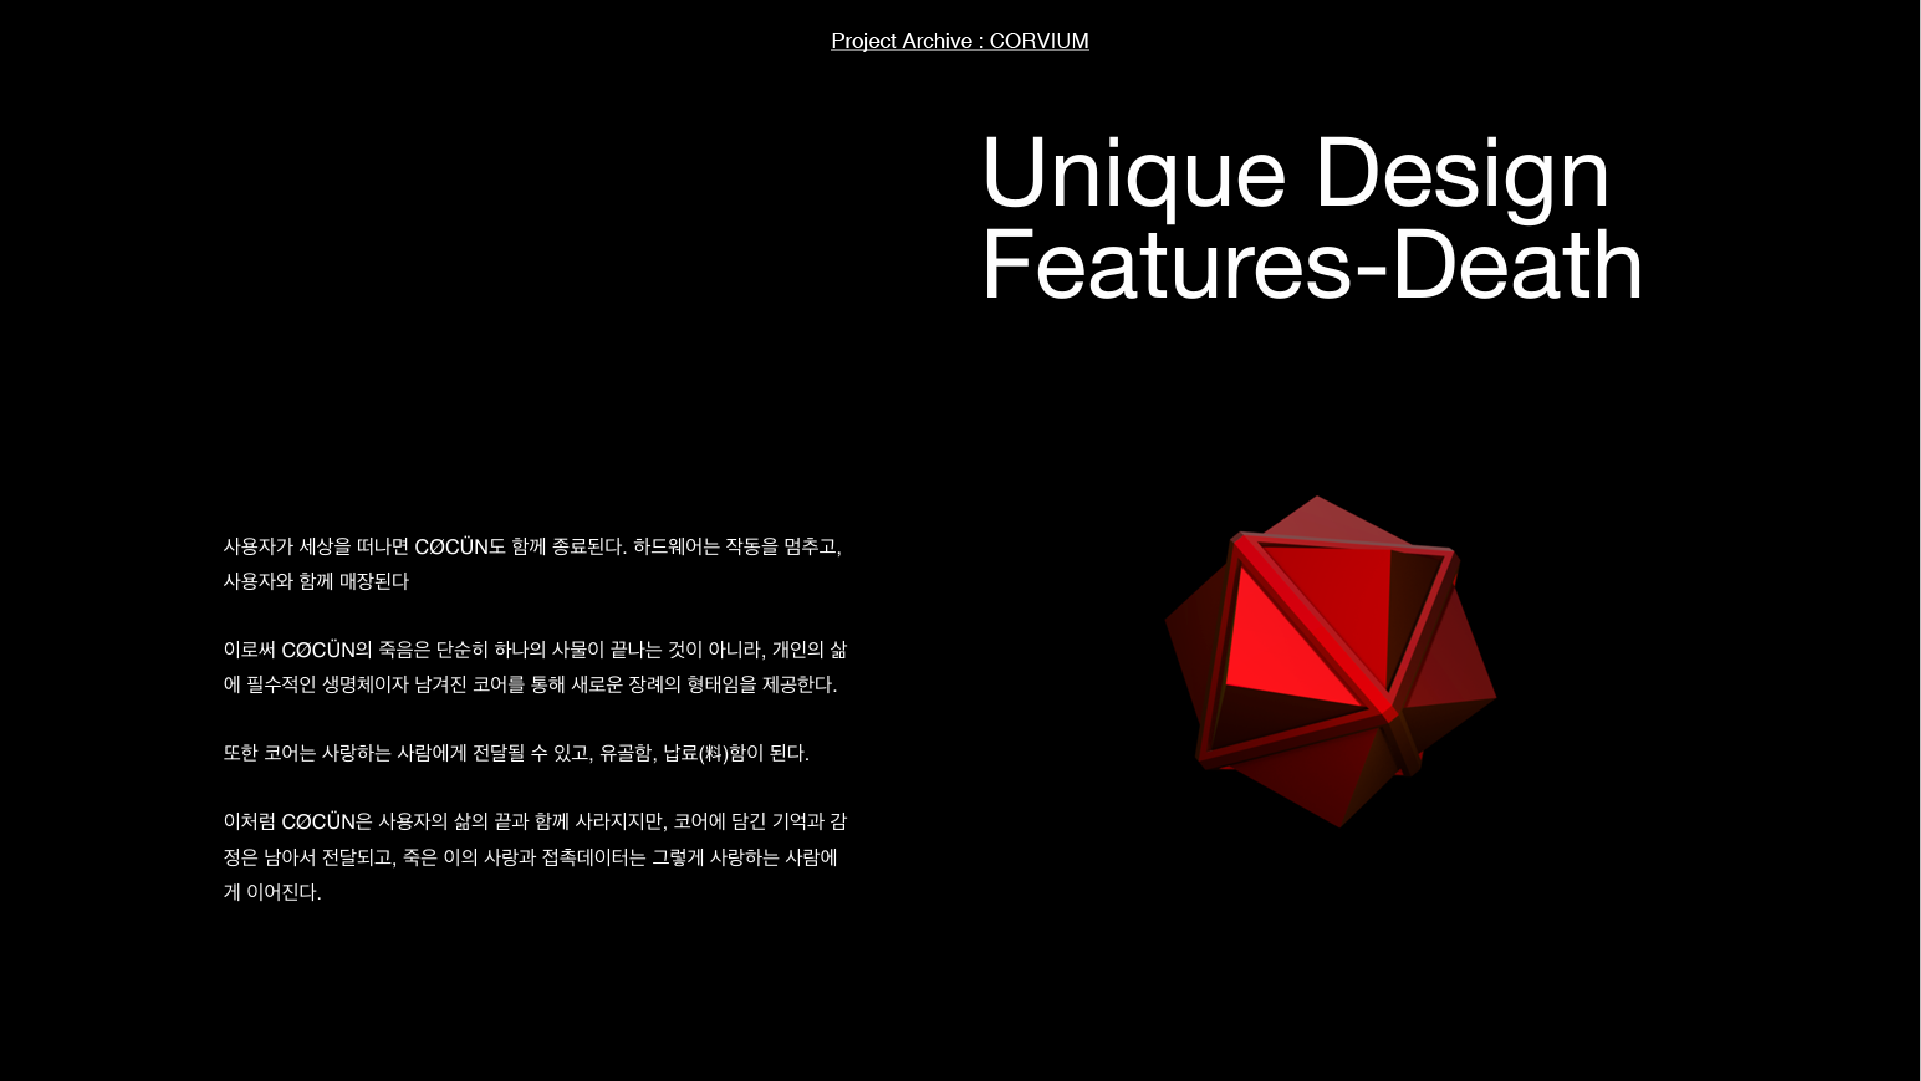 Project Archive : CORVIUM
Unique Design
Features-Death
사용자가 세상을 떠나면 CØCÜN도 함께 종료된다. 하드웨어는 작동을 멈추고,
사용자와 함께 매장된다
이로써 CØCÜN의 죽음은 단순히 하나의 사물이 끝나는 것이 아니라, 개인의 삶
에 필수적인 생명체이자 남겨진 코어를 통해 새로운 장례의 형태임을 제공한다.
또한 코어는 사랑하는 사람에게 전달될 수 있고, 유골함, 납료(料)함이 된다.
이처럼 CØCÜN은 사용자의 삶의 끝과 함께 사라지지만, 코어에 담긴 기억과 감
정은 남아서 전달되고, 죽은 이의 사랑과 접촉데이터는 그렇게 사랑하는 사람에
게 이어진다.